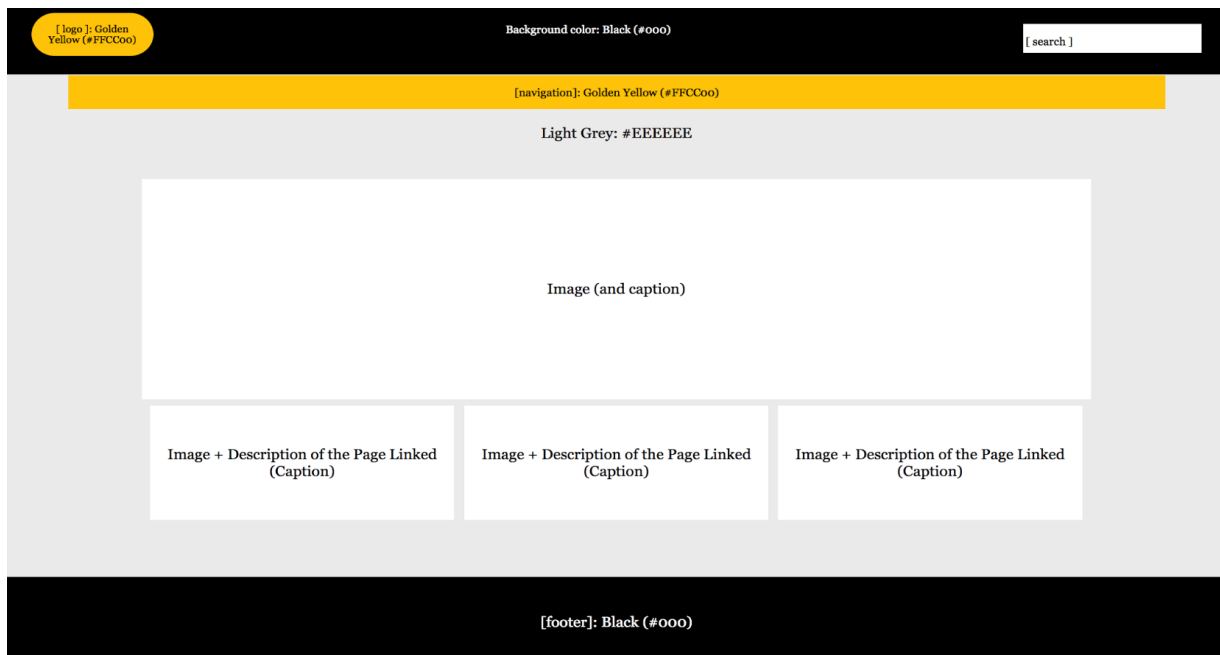 [ logo ]: Golden
Yellow (#FFCC00)
Background color: Black (#000)
[ search ]
[navigation]: Golden Yellow (#FFCC00)
Light Grey: #EEEEEE
Image (and caption)
Image + Description of the Page Linked
(Caption)
Image + Description of the Page Linked
(Caption)
Image + Description of the Page Linked
(Caption)
[footer]: Black (#000)